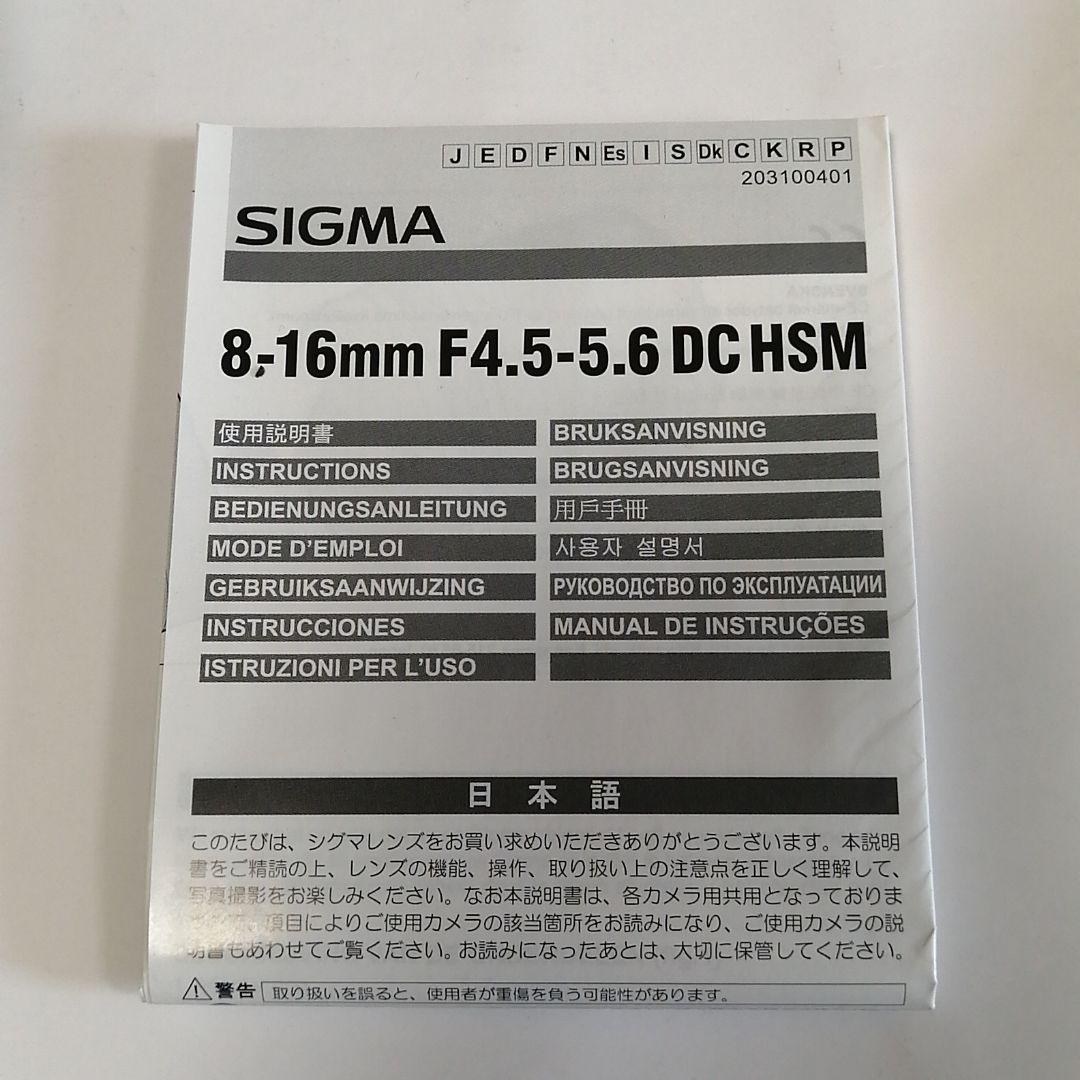 J E D F N Es I S Dk C K R P
203100401
SIGMA
8-16mm F4.5-5.6 DC HSM
使用説明書
INSTRUCTIONS
BEDIENUNGSANLEITUNG
MODE D'EMPLOI
GEBRUIKSAANWIJZING
INSTRUCCIONES
ISTRUZIONI PER L'USO
BRUKSANVISNING
BRUGSANVISNING
用戶手冊
사용자 설명서
РУКОВОДСТВО ПО ЭКСПЛУАТАЦИИ
MANUAL DE INSTRUÇÕES
日本語
このたびは、シグマレンズをお買い求めいただきありがとうございます。本説明
書をご精読の上、レンズの機能、操作、取り扱い上の注意点を正しく理解して、
写真撮影をお楽しみください。なお本説明書は、各カメラ用共用となっておりま
項目によりご使用カメラの該当箇所をお読みになり、ご使用カメラの説
明書もあわせてご覧ください。お読みになったあとは、大切に保管してください。
警告 取り扱いを誤ると、使用者が重傷を負う可能性があります。